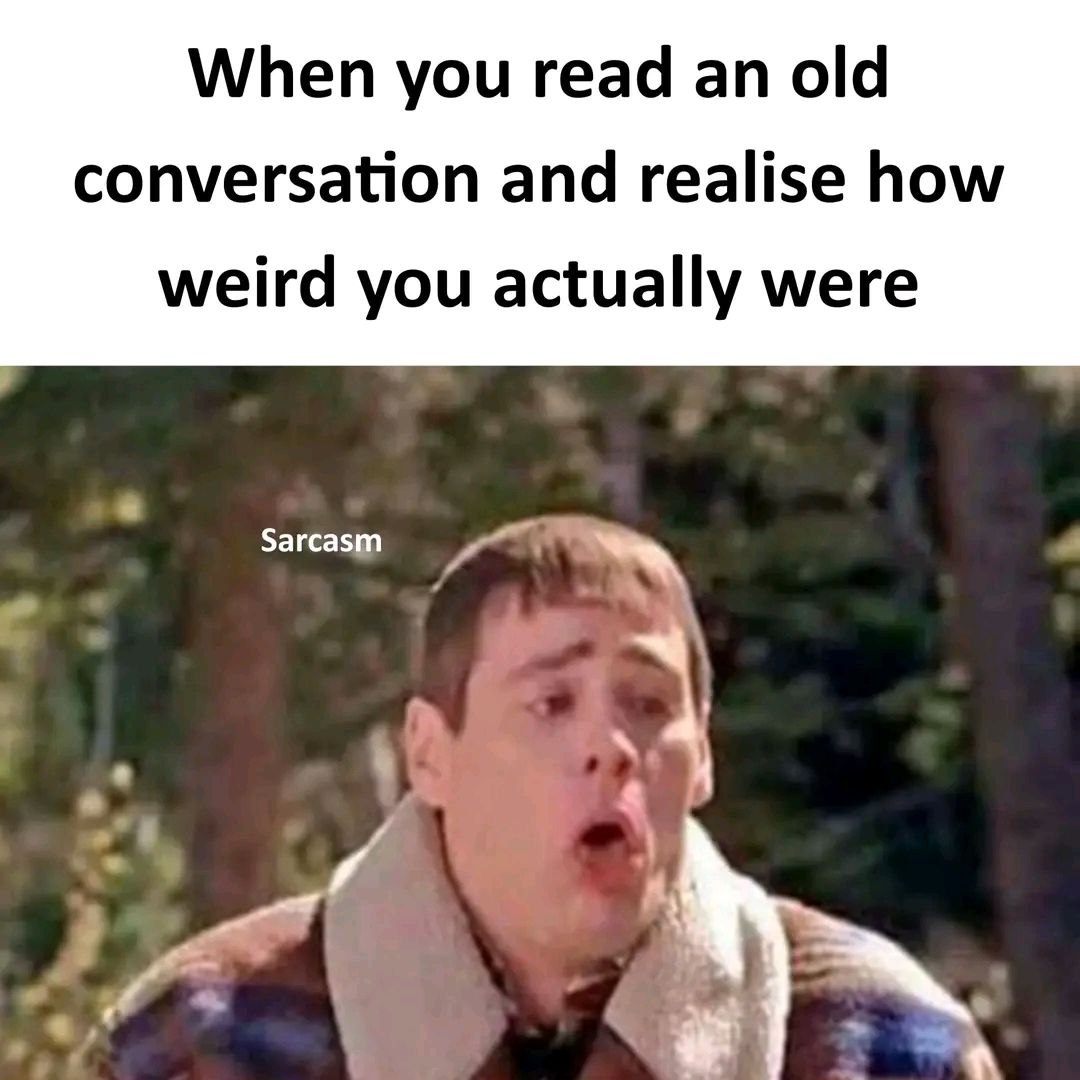 When you read an old
conversation and realise how
weird you actually were
Sarcasm